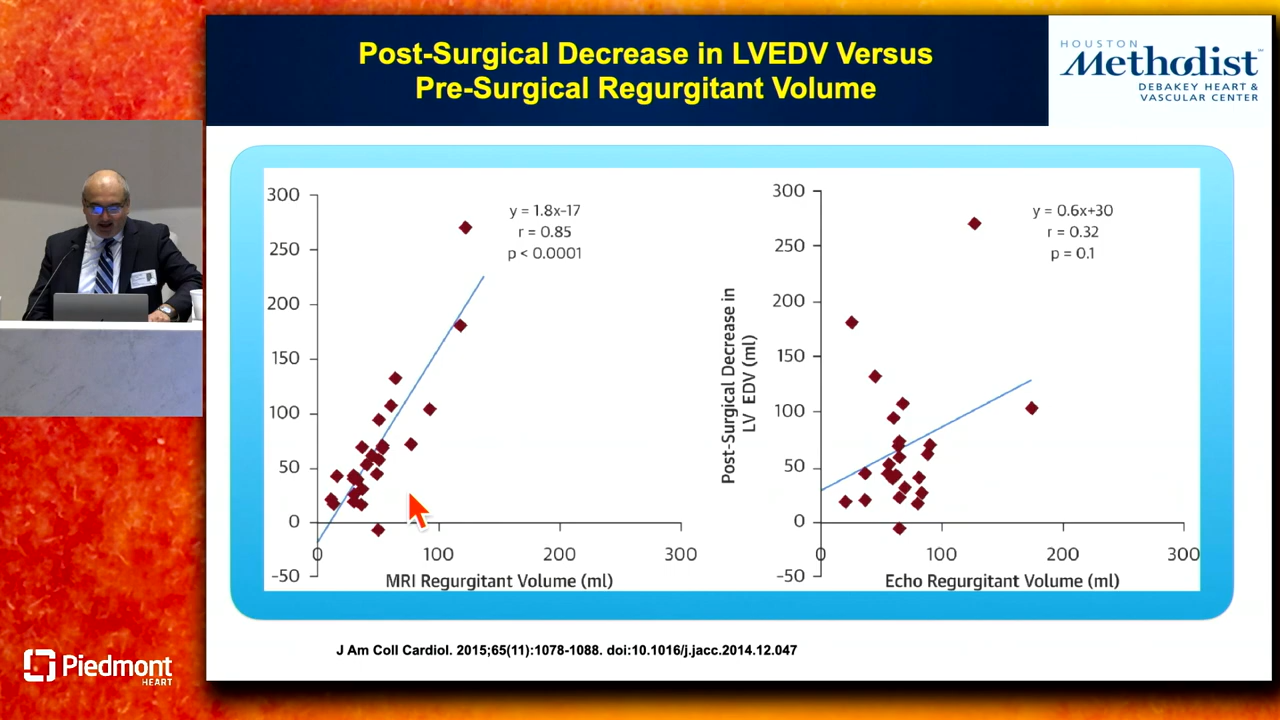 Post-Surgical Decrease in LVEDV Versus
Pre-Surgical Regurgitant Volume
HOUSTON
Methodist
DEBAKEY HEART &
VASCULAR CENTER
300
250
200
150
100
50
0
-50
0
100
200
300
y = 1.8x-17
r = 0.85
p < 0.0001
MRI Regurgitant Volume (ml)
Post-Surgical Decrease in
LV EDV (ml)
300
250
200
150
100
50
0
-50
0
100
200
300
y = 0.6x+30
r = 0.32
p = 0.1
Echo Regurgitant Volume (ml)
J Am Coll Cardiol. 2015;65(11):1078-1088. doi:10.1016/j.jacc.2014.12.047
Piedmont
HEART